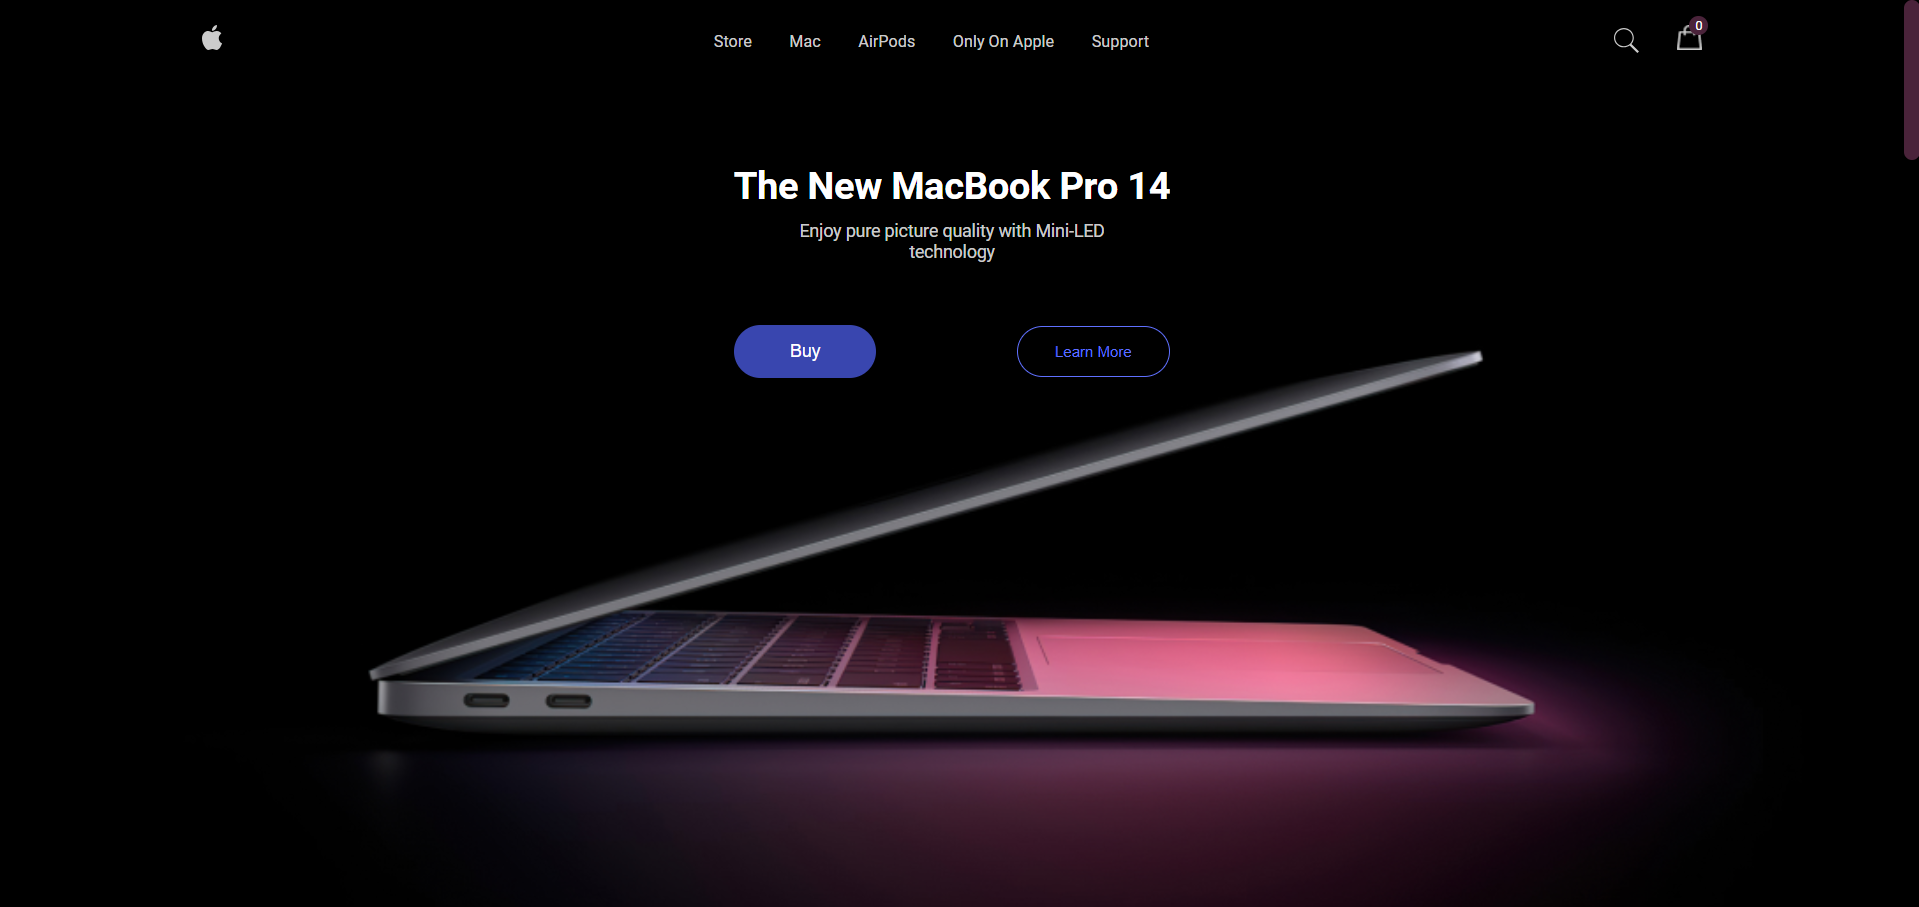 Store Mac AirPods Only On Apple Support 0
The New MacBook Pro 14
Enjoy pure picture quality with Mini-LED
technology
Buy Learn More